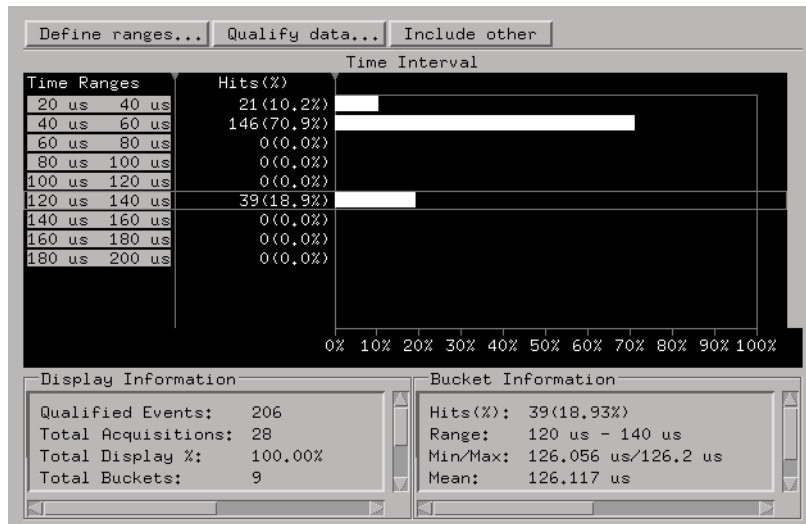 Define ranges... Qualify data... Include other
Time Interval
Time Ranges Hits(%)
20 us 40 us 21(10.2%)
40 us 60 us 146(70.9%)
60 us 80 us 0(0.0%)
80 us 100 us 0(0.0%)
100 us 120 us 0(0.0%)
120 us 140 us 39(18.9%)
140 us 160 us 0(0.0%)
160 us 180 us 0(0.0%)
180 us 200 us 0(0.0%)
0% 10% 20% 30% 40% 50% 60% 70% 80% 90% 100%
Display Information
Qualified Events: 206
Total Acquisitions: 28
Total Display %: 100.00%
Total Buckets: 9
Bucket Information
Hits(%): 39(18.93%)
Range: 120 us - 140 us
Min/Max: 126.056 us/126.2 us
Mean: 126.117 us